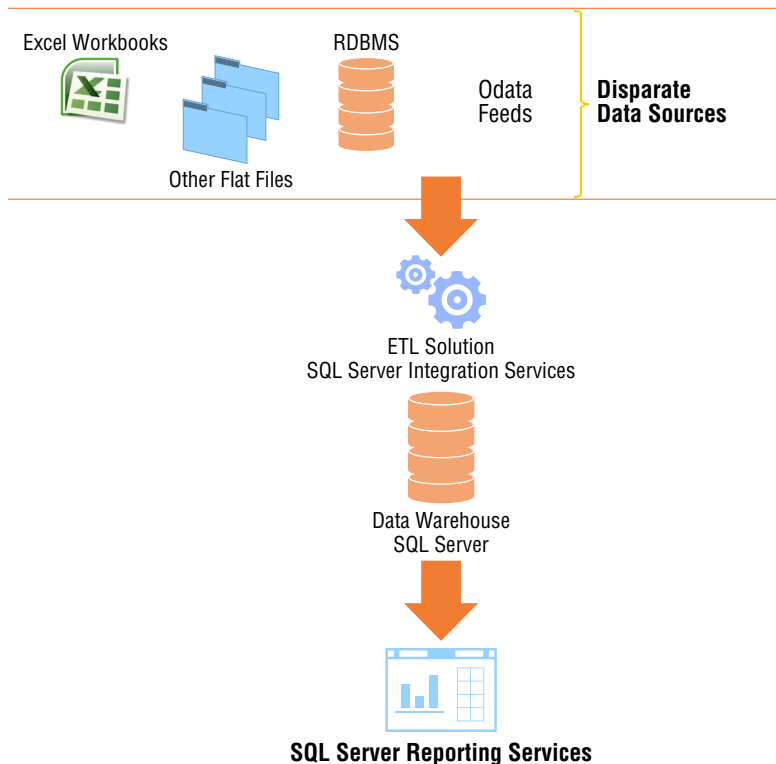 Excel Workbooks
RDBMS
Odata
Feeds
Disparate
Data Sources
Other Flat Files
ETL Solution
SQL Server Integration Services
Data Warehouse
SQL Server
SQL Server Reporting Services